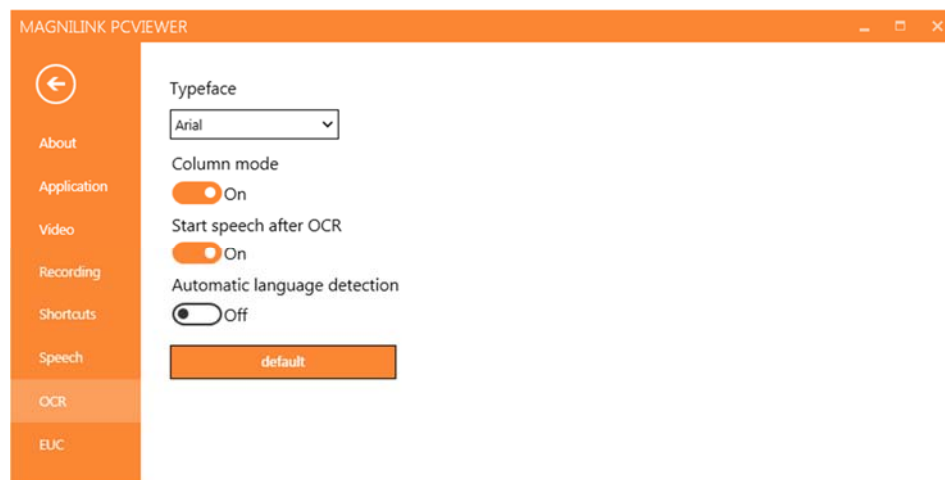 MAGNILINK PCVIEWER
About
Application
Video
Recording
Shortcuts
Speech
OCR
EUC
Typeface
Arial
Column mode
On
Start speech after OCR
On
Automatic language detection
Off
default